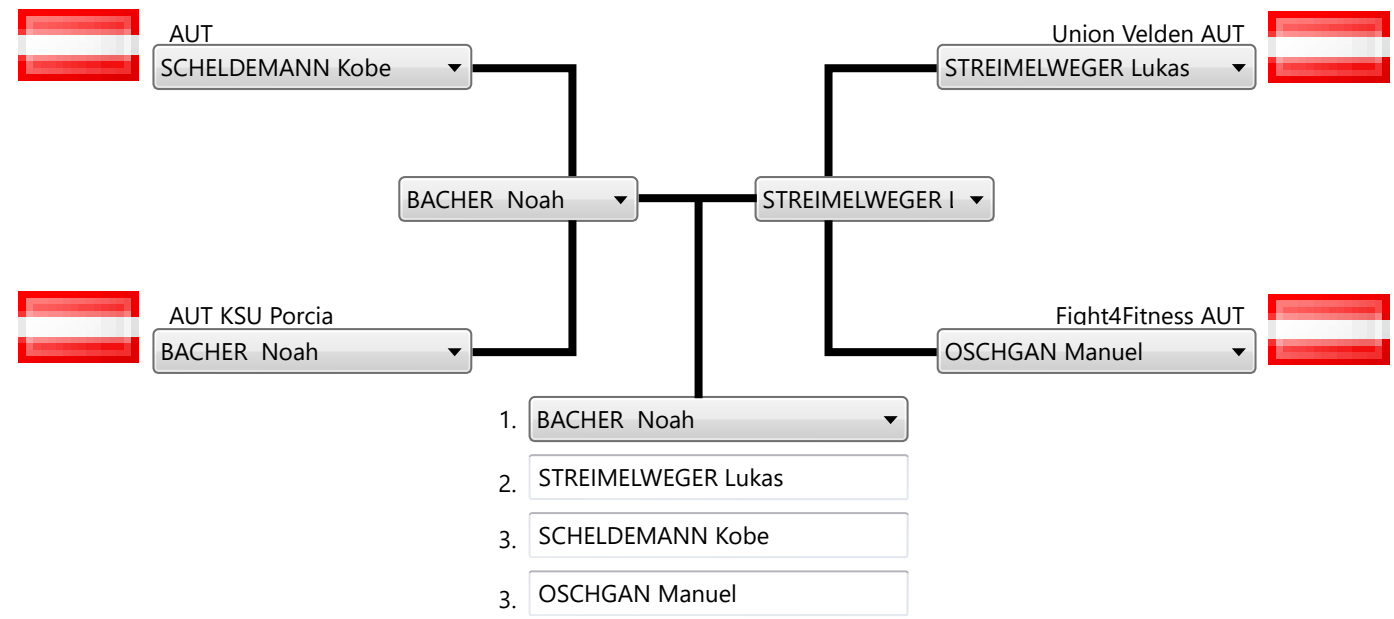 AUT
SCHELDEMANN Kobe
Union Velden AUT
STREIMELWEGER Lukas
BACHER  Noah
STREIMELWEGER l
AUT KSU Porcia
BACHER  Noah
Fight4Fitness AUT
OSCHGAN Manuel
1. BACHER  Noah
2. STREIMELWEGER Lukas
3. SCHELDEMANN Kobe
3. OSCHGAN Manuel